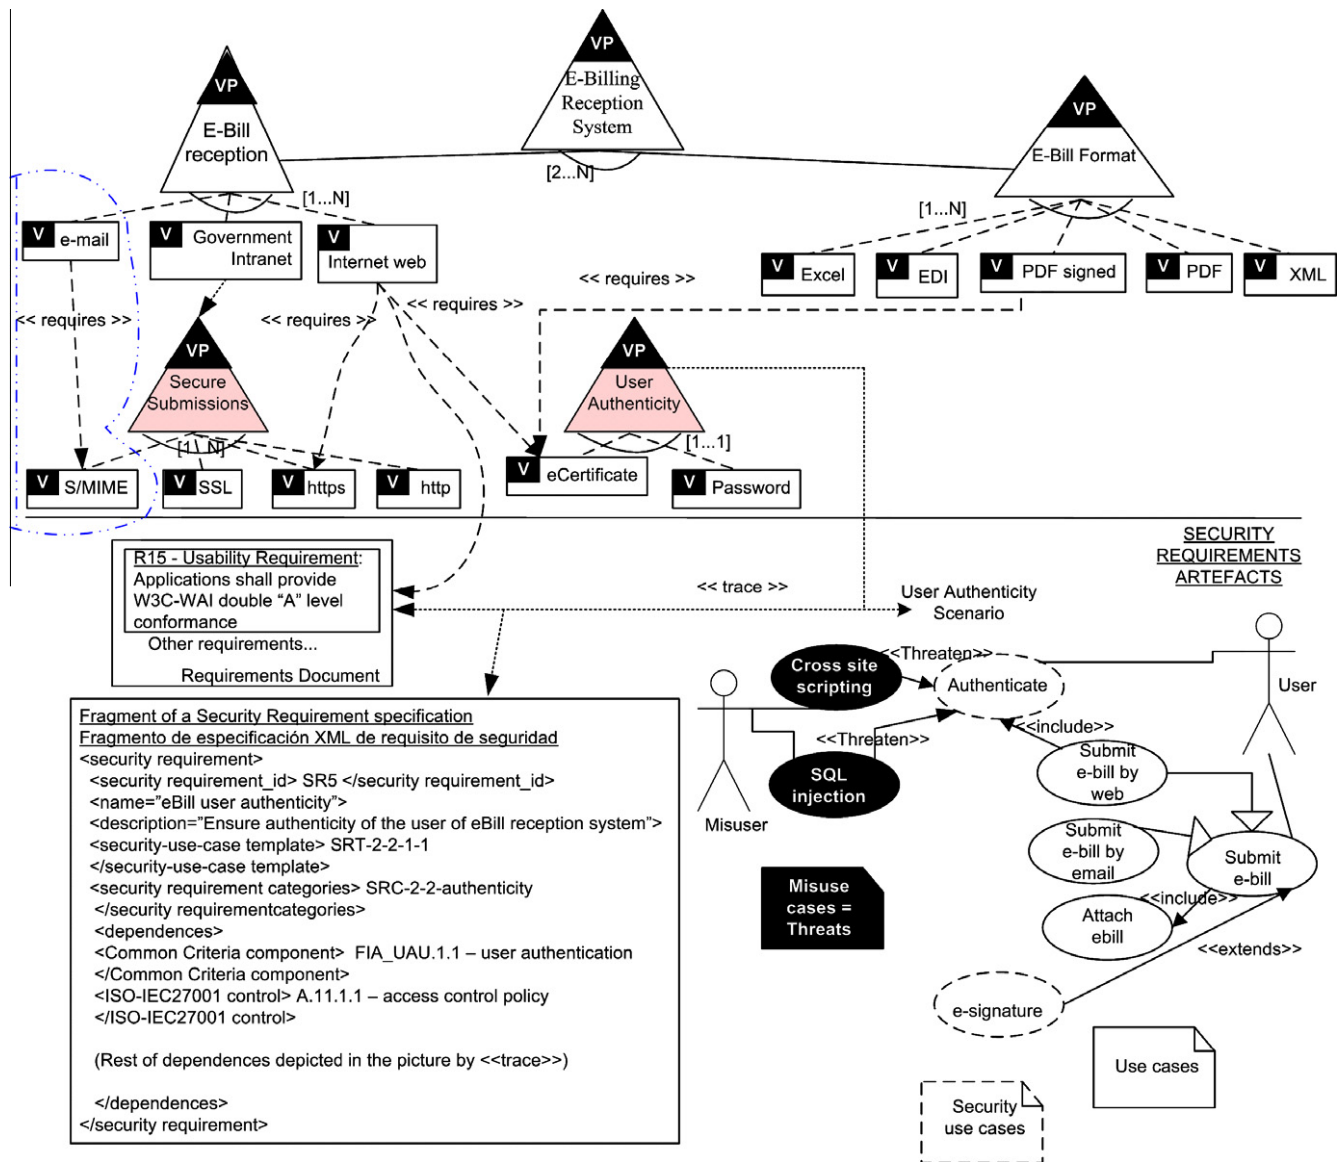 VP
E-Billing
Reception
System
[2...N]
VP
E-Bill
reception
[1...N]
VP
E-Bill Format
[1...N]
V e-mail
V Government
Intranet
V
Internet web
V Excel
V EDI
V PDF signed
V PDF
V XML
<< requires >>
<< requires >>
<< requires >>
<< requires >>
VP
Secure
Submissions
[1 N]
VP
User
Authenticity
[1...1]
V S/MIME
V SSL
V https
V http
V eCertificate
V Password
SECURITY
REQUIREMENTS
ARTEFACTS
R15 - Usability Requirement:
Applications shall provide
W3C-WAI double “A” level
conformance
Other requirements...
Requirements Document
<< trace >>
User Authenticity
Scenario
Fragment of a Security Requirement specification
Fragmento de especificación XML de requisito de seguridad
<security requirement>
<security requirement_id> SR5 </security requirement_id>
<name=”eBill user authenticity”>
<description=”Ensure authenticity of the user of eBill reception system”>
<security-use-case template> SRT-2-2-1-1
</security-use-case template>
<security requirement categories> SRC-2-2-authenticity
</security requirementcategories>
<dependences>
<Common Criteria component> FIA_UAU.1.1 – user authentication
</Common Criteria component>
<ISO-IEC27001 control> A.11.1.1 – access control policy
</ISO-IEC27001 control>
(Rest of dependences depicted in the picture by <<trace>>)
</dependences>
</security requirement>
Misuser
Cross site
scripting
<<Threaten>>
Authenticate
User
<<Threaten>>
SQL
injection
<<include>>
Submit
e-bill by
web
Submit
e-bill by
email
Submit
e-bill
<<include>>
Attach
ebill
<<extends>>
e-signature
Misuse
cases =
Threats
Use cases
Security
use cases